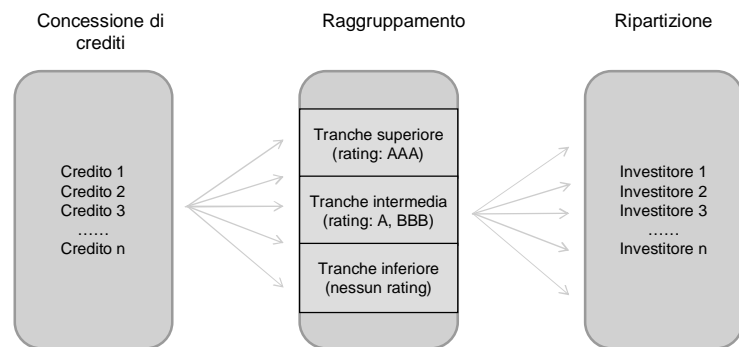 Concessione di
crediti
Raggruppamento
Ripartizione
Credito 1
Credito 2
Credito 3
......
Credito n
Tranche superiore
(rating: AAA)
Tranche intermedia
(rating: A, BBB)
Tranche inferiore
(nessun rating)
Investitore 1
Investitore 2
Investitore 3
......
Investitore n